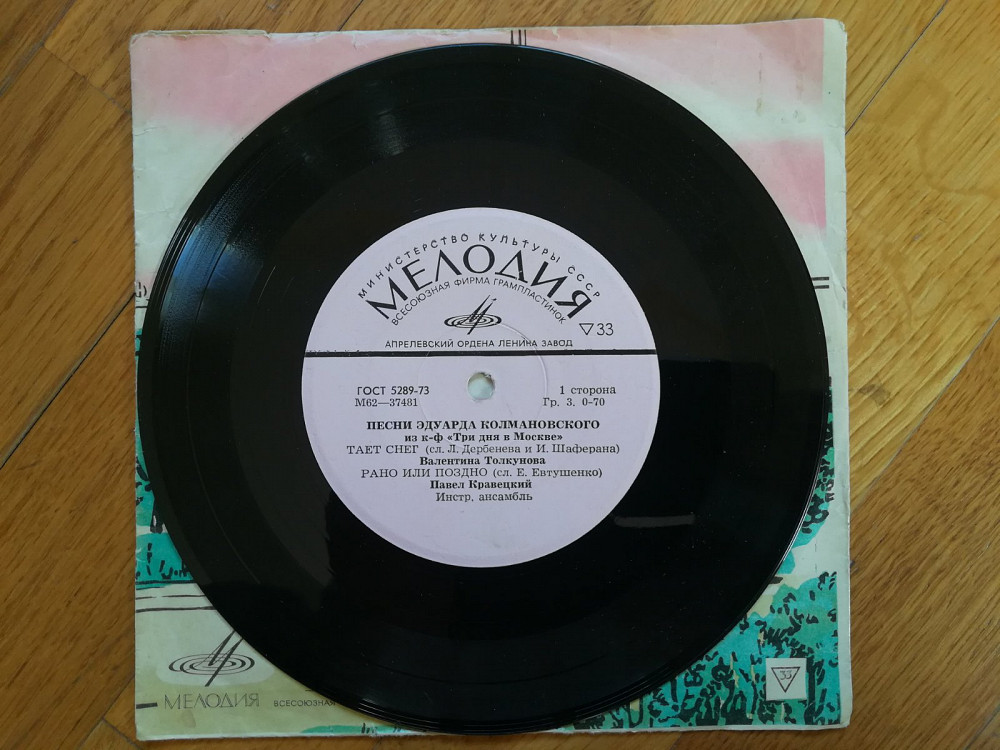 МИНИСТЕРСТВО КУЛЬТУРЫ СССР
МЕЛОДИЯ
ВСЕСОЮЗНАЯ ФИРМА ГРАМПЛАСТИНОК
▽33
АПРЕЛЕВСКИЙ ОРДЕНА ЛЕНИНА ЗАВОД
ГОСТ 5289-73
1 сторона
М62—37481
Гр. 3. 0-70
ПЕСНИ ЭДУАРДА КОЛМАНОВСКОГО
из к-ф «Три дня в Москве»
ТАЕТ СНЕГ (сл. Л. Дербенева и И. Шаферана)
Валентина Толкунова
РАНО ИЛИ ПОЗДНО (сл. Е. Евтушенко)
Павел Кравецкий
Инстр. ансамбль
МЕЛОДИЯ
ВСЕСОЮЗНАЯ
33